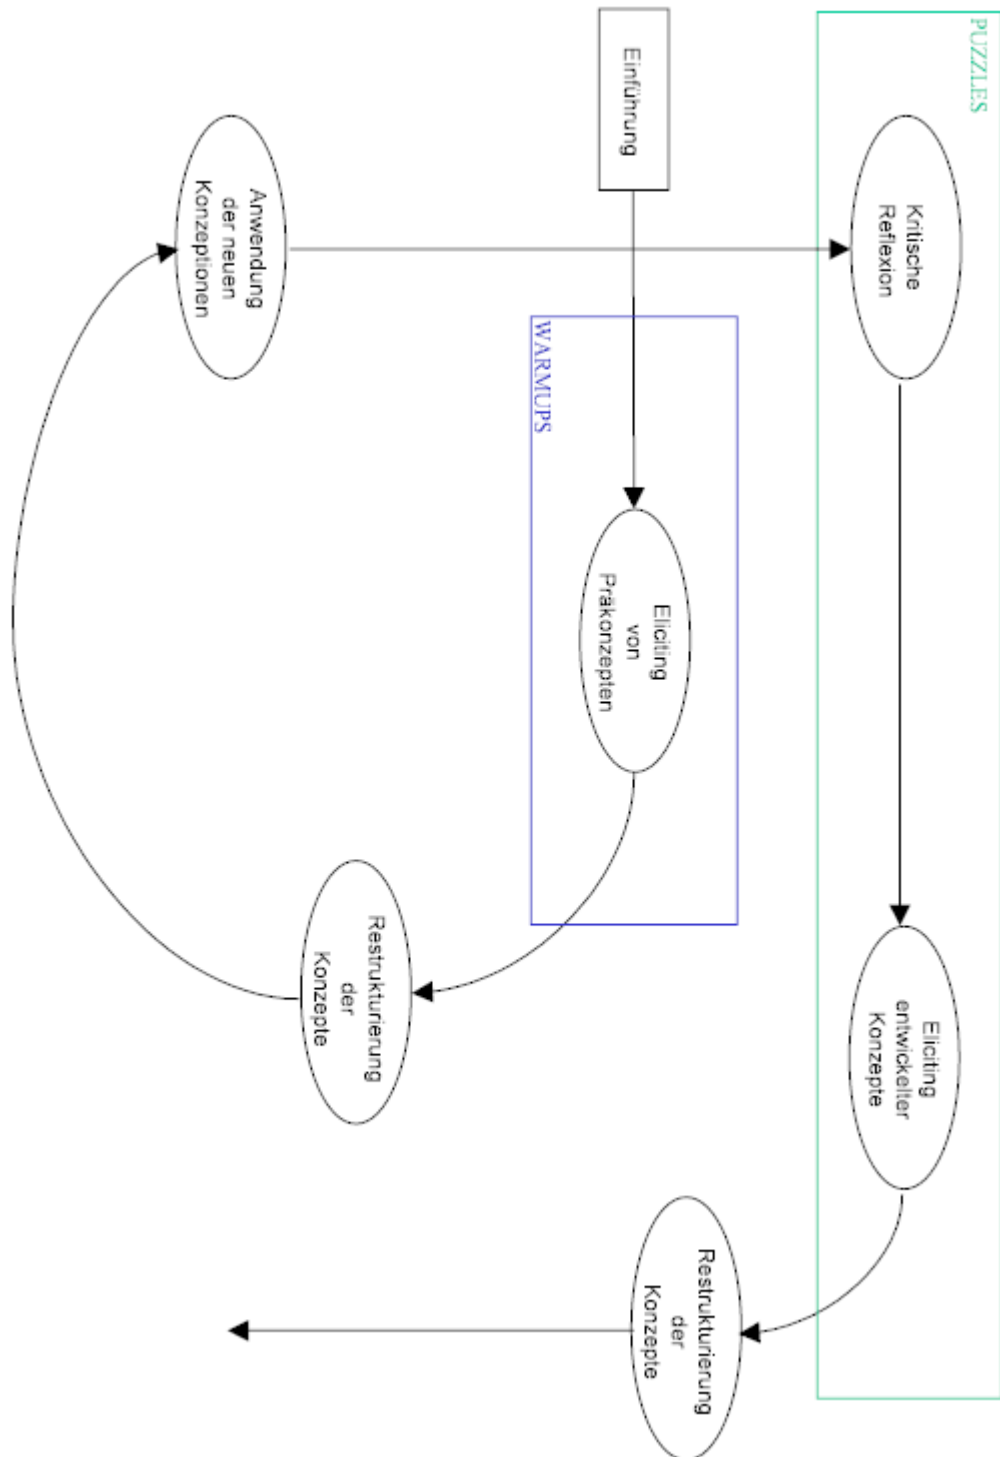 PUZZLES
Kritische
Reflexion
Eliciting
entwickelter
Konzepte
Einführung
WARMUPS
Eliciting
von
Präkonzepten
Restrukturierung
der
Konzepte
Anwendung
der neuen
Konzeptionen
Restrukturierung
der
Konzepte